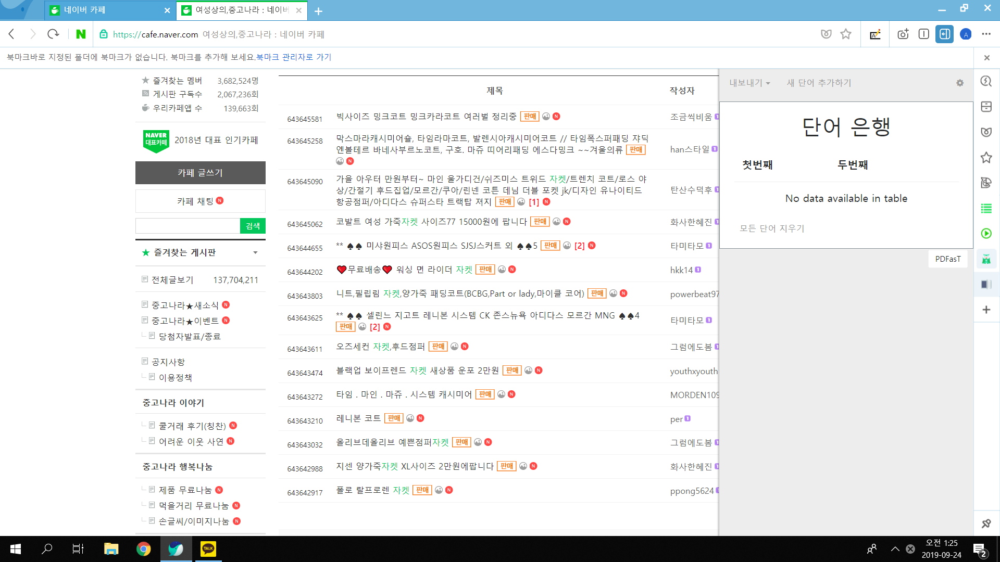 네이버 카페
여성상의,중고나라 : 네이버
https://cafe.naver.com 여성상의,중고나라 : 네이버 카페
북마크바로 지정된 폴더에 북마크가 없습니다. 북마크를 추가해 보세요.북마크 관리자로 가기
즐겨찾는 멤버 3,682,524명
게시판 구독수 2,067,236회
우리카페앱 수 139,663회
NAVER
대표카페
2018년 대표 인기카페
카페 글쓰기
카페 채팅 N
검색
즐겨찾는 게시판
전체글보기 137,704,211
중고나라★새소식 N
중고나라★이벤트 N
당첨자발표/종료
공지사항
이용정책
중고나라 이야기
쿨거래 후기(칭찬) N
어려운 이웃 사연 N
중고나라 행복나눔
제품 무료나눔 N
먹을거리 무료나눔 N
손글씨/이미지나눔 N
제목 작성자
643645581 빅사이즈 밍크코트 밍크카라코트 여러벌 정리중 판매 N 조금씩비움
643645258 막스마라캐시미어숄, 타임라마코트, 발렌시아캐시미어코트 // 타임폭스퍼패딩 쟈딕
엔볼테르 바네사부르노코트, 구호. 마쥬 띠어리패딩 에스다밍크 ~~겨울의류 판매
N han스타일
643645090 가을 아우터 만원부터~ 마인 울가디건/쉬즈미스 트위드 자켓/트렌치 코트/로스 야
상/간절기 후드집업/모르간/쿠아/린넨 코튼 데님 더블 포켓 jk/디자인 유나이티드
항공점퍼/아디다스 슈퍼스타 트랙탑 져지 판매 [1] N 탄산수덕후
643645062 코발트 여성 가죽자켓 사이즈77 15000원에 팝니다 판매 N 화사한혜진
643644655 ** ♠♠ 미샤원피스 ASOS원피스 SJSJ스커트 외 ♠♠5 판매 [2] N 타미타모
643644202 ❤무료배송❤ 워싱 면 라이더 자켓 판매 N hkk14
643643803 니트,필립림 자켓,양가죽 패딩코트(BCBG,Part or lady,마이클 코어) 판매 N powerbeat97
643643625 ** ♠♠ 셀린느 지고트 레니본 시스템 CK 존스뉴욕 아디다스 모르간 MNG ♠♠4
판매 [2] N 타미타모
643643611 오즈세컨 자켓,후드점퍼 판매 N 그럼에도봄
643643474 블랙업 보이프렌드 자켓 새상품 운포 2만원 판매 N youthxyouth
643643272 타임 . 마인 . 마쥬 . 시스템 캐시미어 판매 N MORDEN109
643643210 레니본 코트 판매 N per
643643032 올리브데올리브 예쁜점퍼자켓 판매 N 그럼에도봄
643642988 지센 양가죽자켓 XL사이즈 2만원에팝니다 판매 N 화사한혜진
643642917 폴로 랄프로렌 자켓 판매 N ppong5624
내보내기 새 단어 추가하기
단어 은행
첫번째 두번째
No data available in table
모든 단어 지우기
PDFasT
TALK
오전 1:25
2019-09-24
2